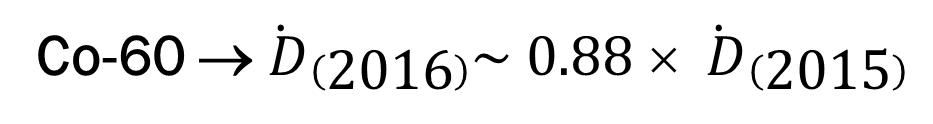 Co-60 → Ḋ(2016)~ 0.88 × Ḋ(2015)